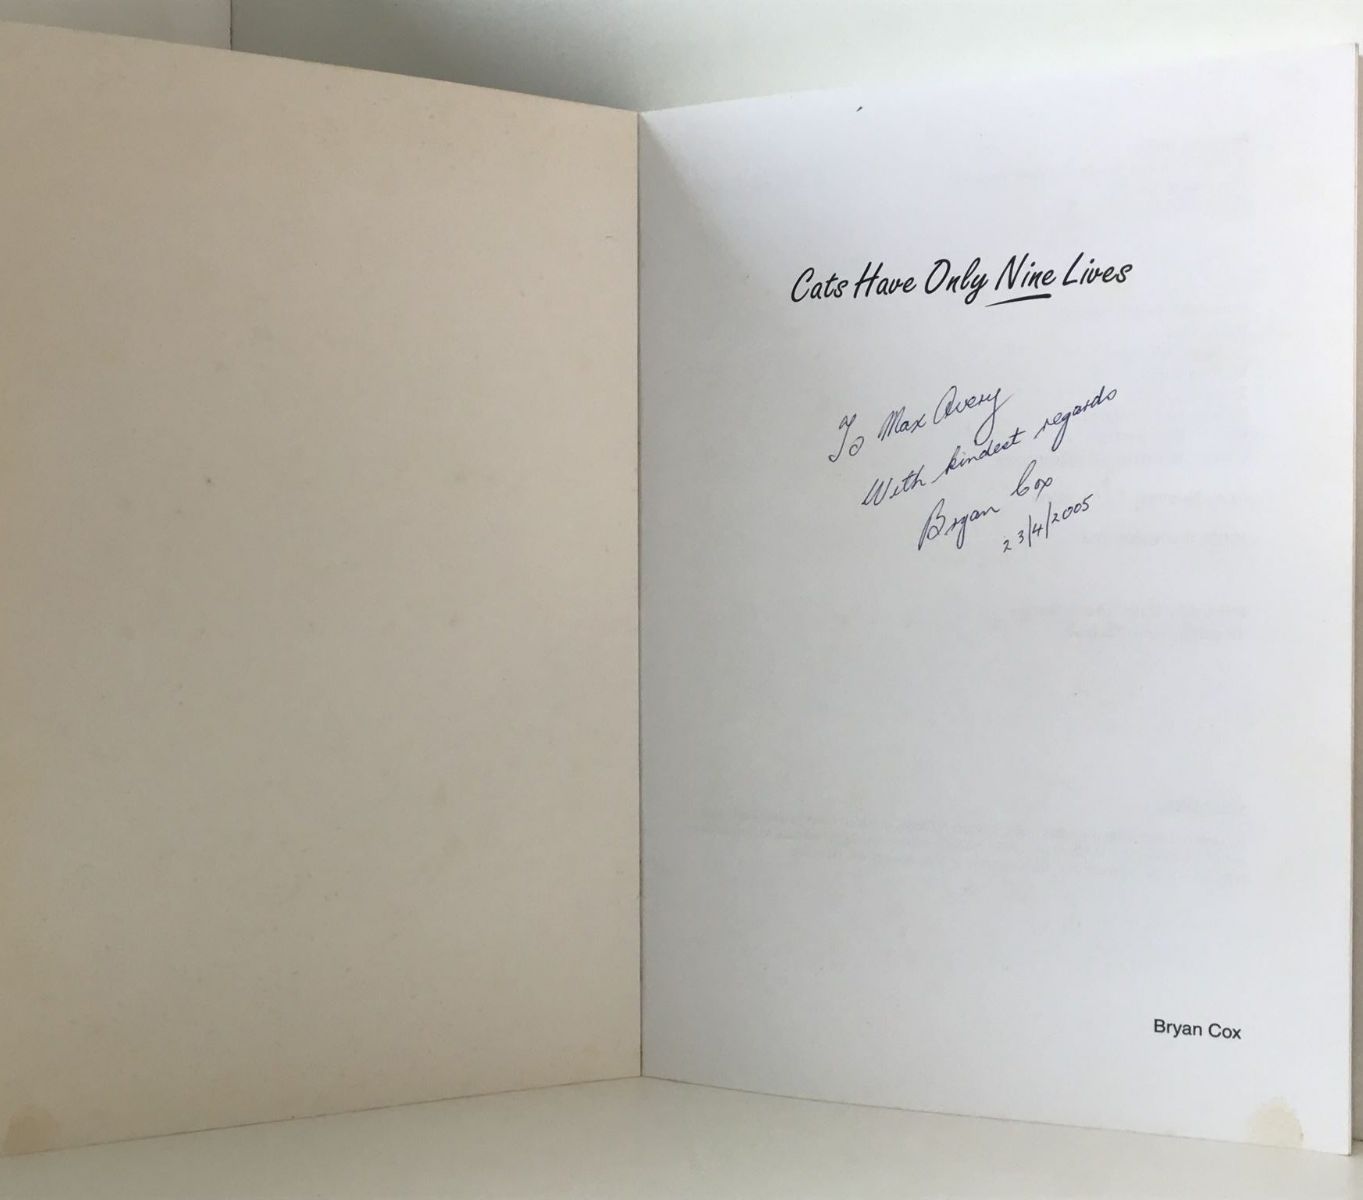 Cats Have Only Nine Lives
To Max Avery
With kindest regards
Bryan Cox
23/4/2005
Bryan Cox